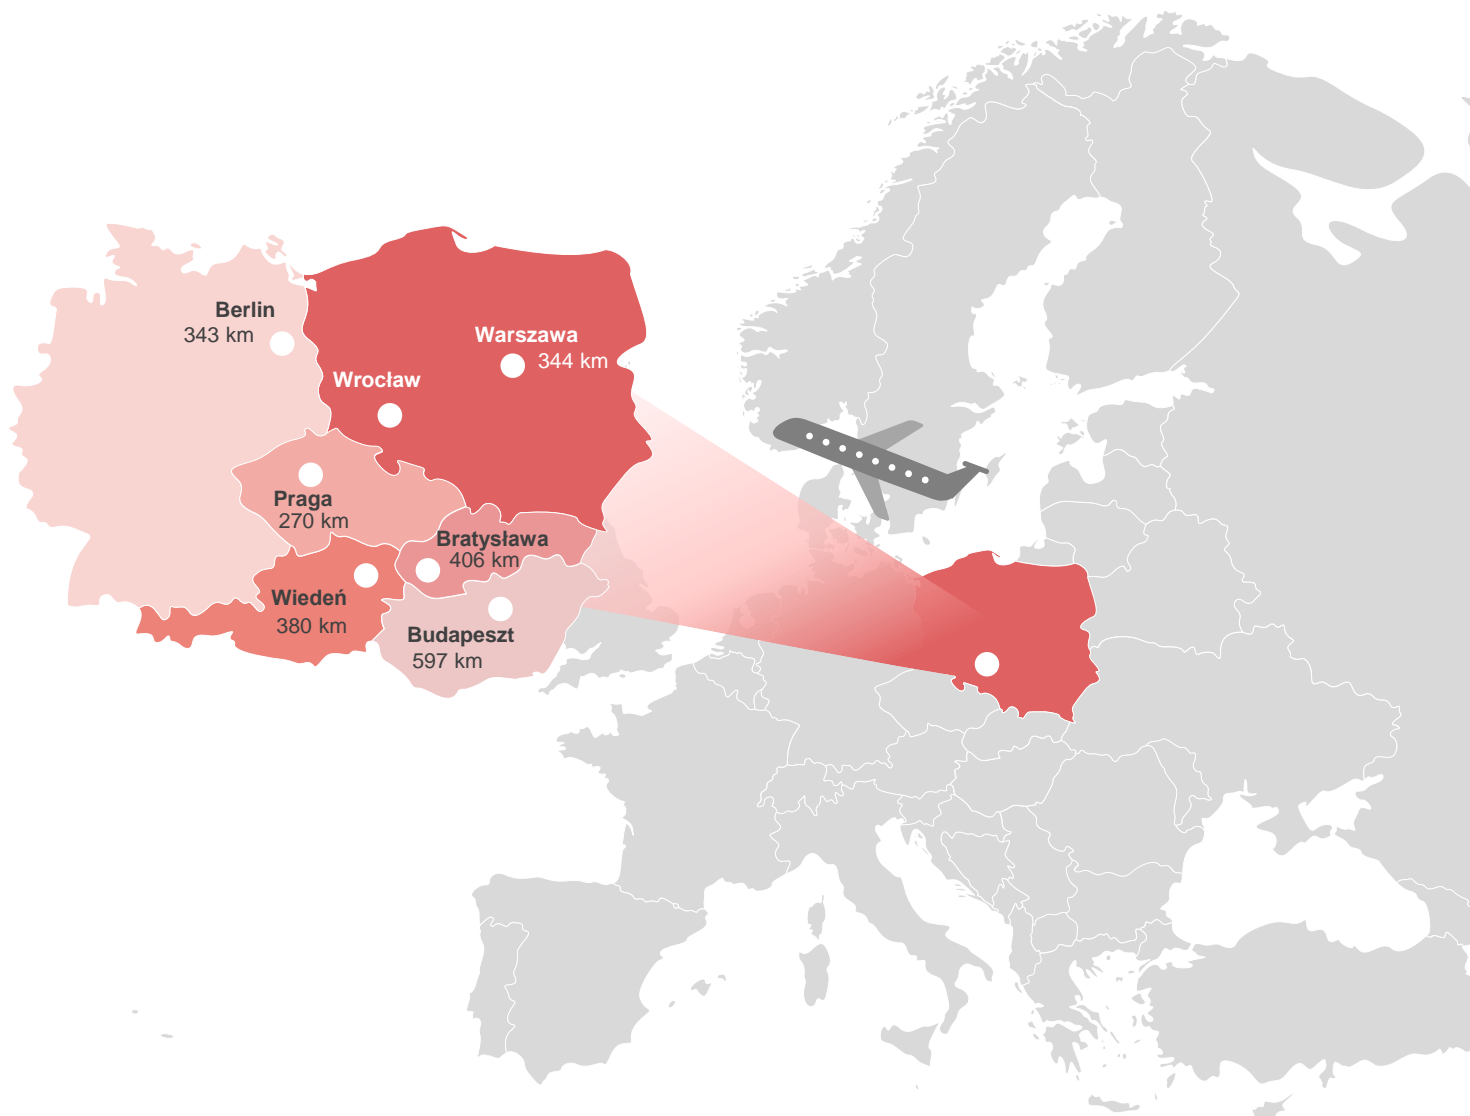 Berlin
343 km
Warszawa
344 km
Wrocław
Praga
270 km
Bratysława
406 km
Wiedeń
380 km
Budapeszt
597 km